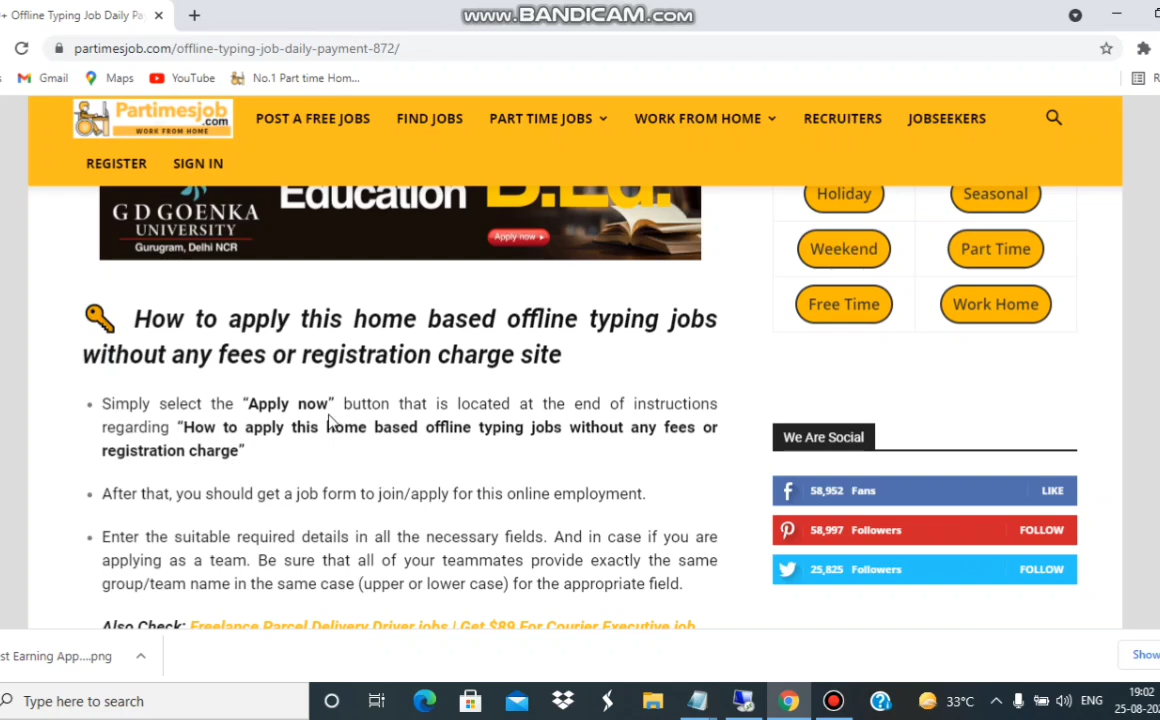 + Offline Typing Job Daily Pa
www.BANDICAM.com
partimesjob.com/offline-typing-job-daily-payment-872/
Gmail
Maps
YouTube
No.1 Part time Hom...
Partimesjob
.com
WORK FROM HOME
POST A FREE JOBS
FIND JOBS
PART TIME JOBS
WORK FROM HOME
RECRUITERS
JOBSEEKERS
REGISTER
SIGN IN
G D GOENKA
UNIVERSITY
Gurugram, Delhi NCR
Education
B.Ed.
Apply now
Holiday
Seasonal
Weekend
Part Time
Free Time
Work Home
How to apply this home based offline typing jobs
without any fees or registration charge site
• Simply select the “Apply now” button that is located at the end of instructions
regarding “How to apply this home based offline typing jobs without any fees or
registration charge”
• After that, you should get a job form to join/apply for this online employment.
• Enter the suitable required details in all the necessary fields. And in case if you are
applying as a team. Be sure that all of your teammates provide exactly the same
group/team name in the same case (upper or lower case) for the appropriate field.
Also Check: Freelance Parcel Delivery Driver jobs | Get $89 For Courier Executive job
We Are Social
58,952 Fans LIKE
58,997 Followers FOLLOW
25,825 Followers FOLLOW
st Earning App....png
Show
Type here to search
33°C
ENG
19:02
25-08-202